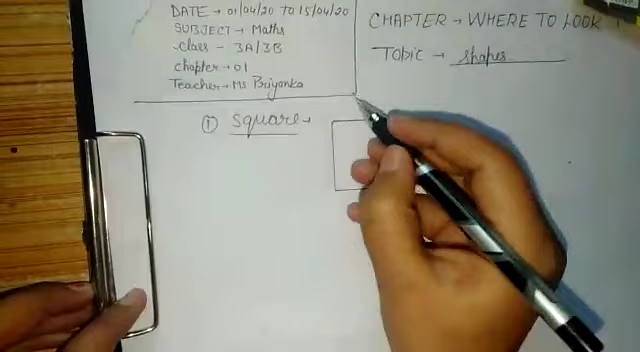 DATE → 01/04/20 TO 15/04/20
SUBJECT → Maths
class - 3A/3B
chapter → 01
Teacher → Ms Priyanka
CHAPTER → WHERE TO LOOK
TOPIC → shapes
① square →